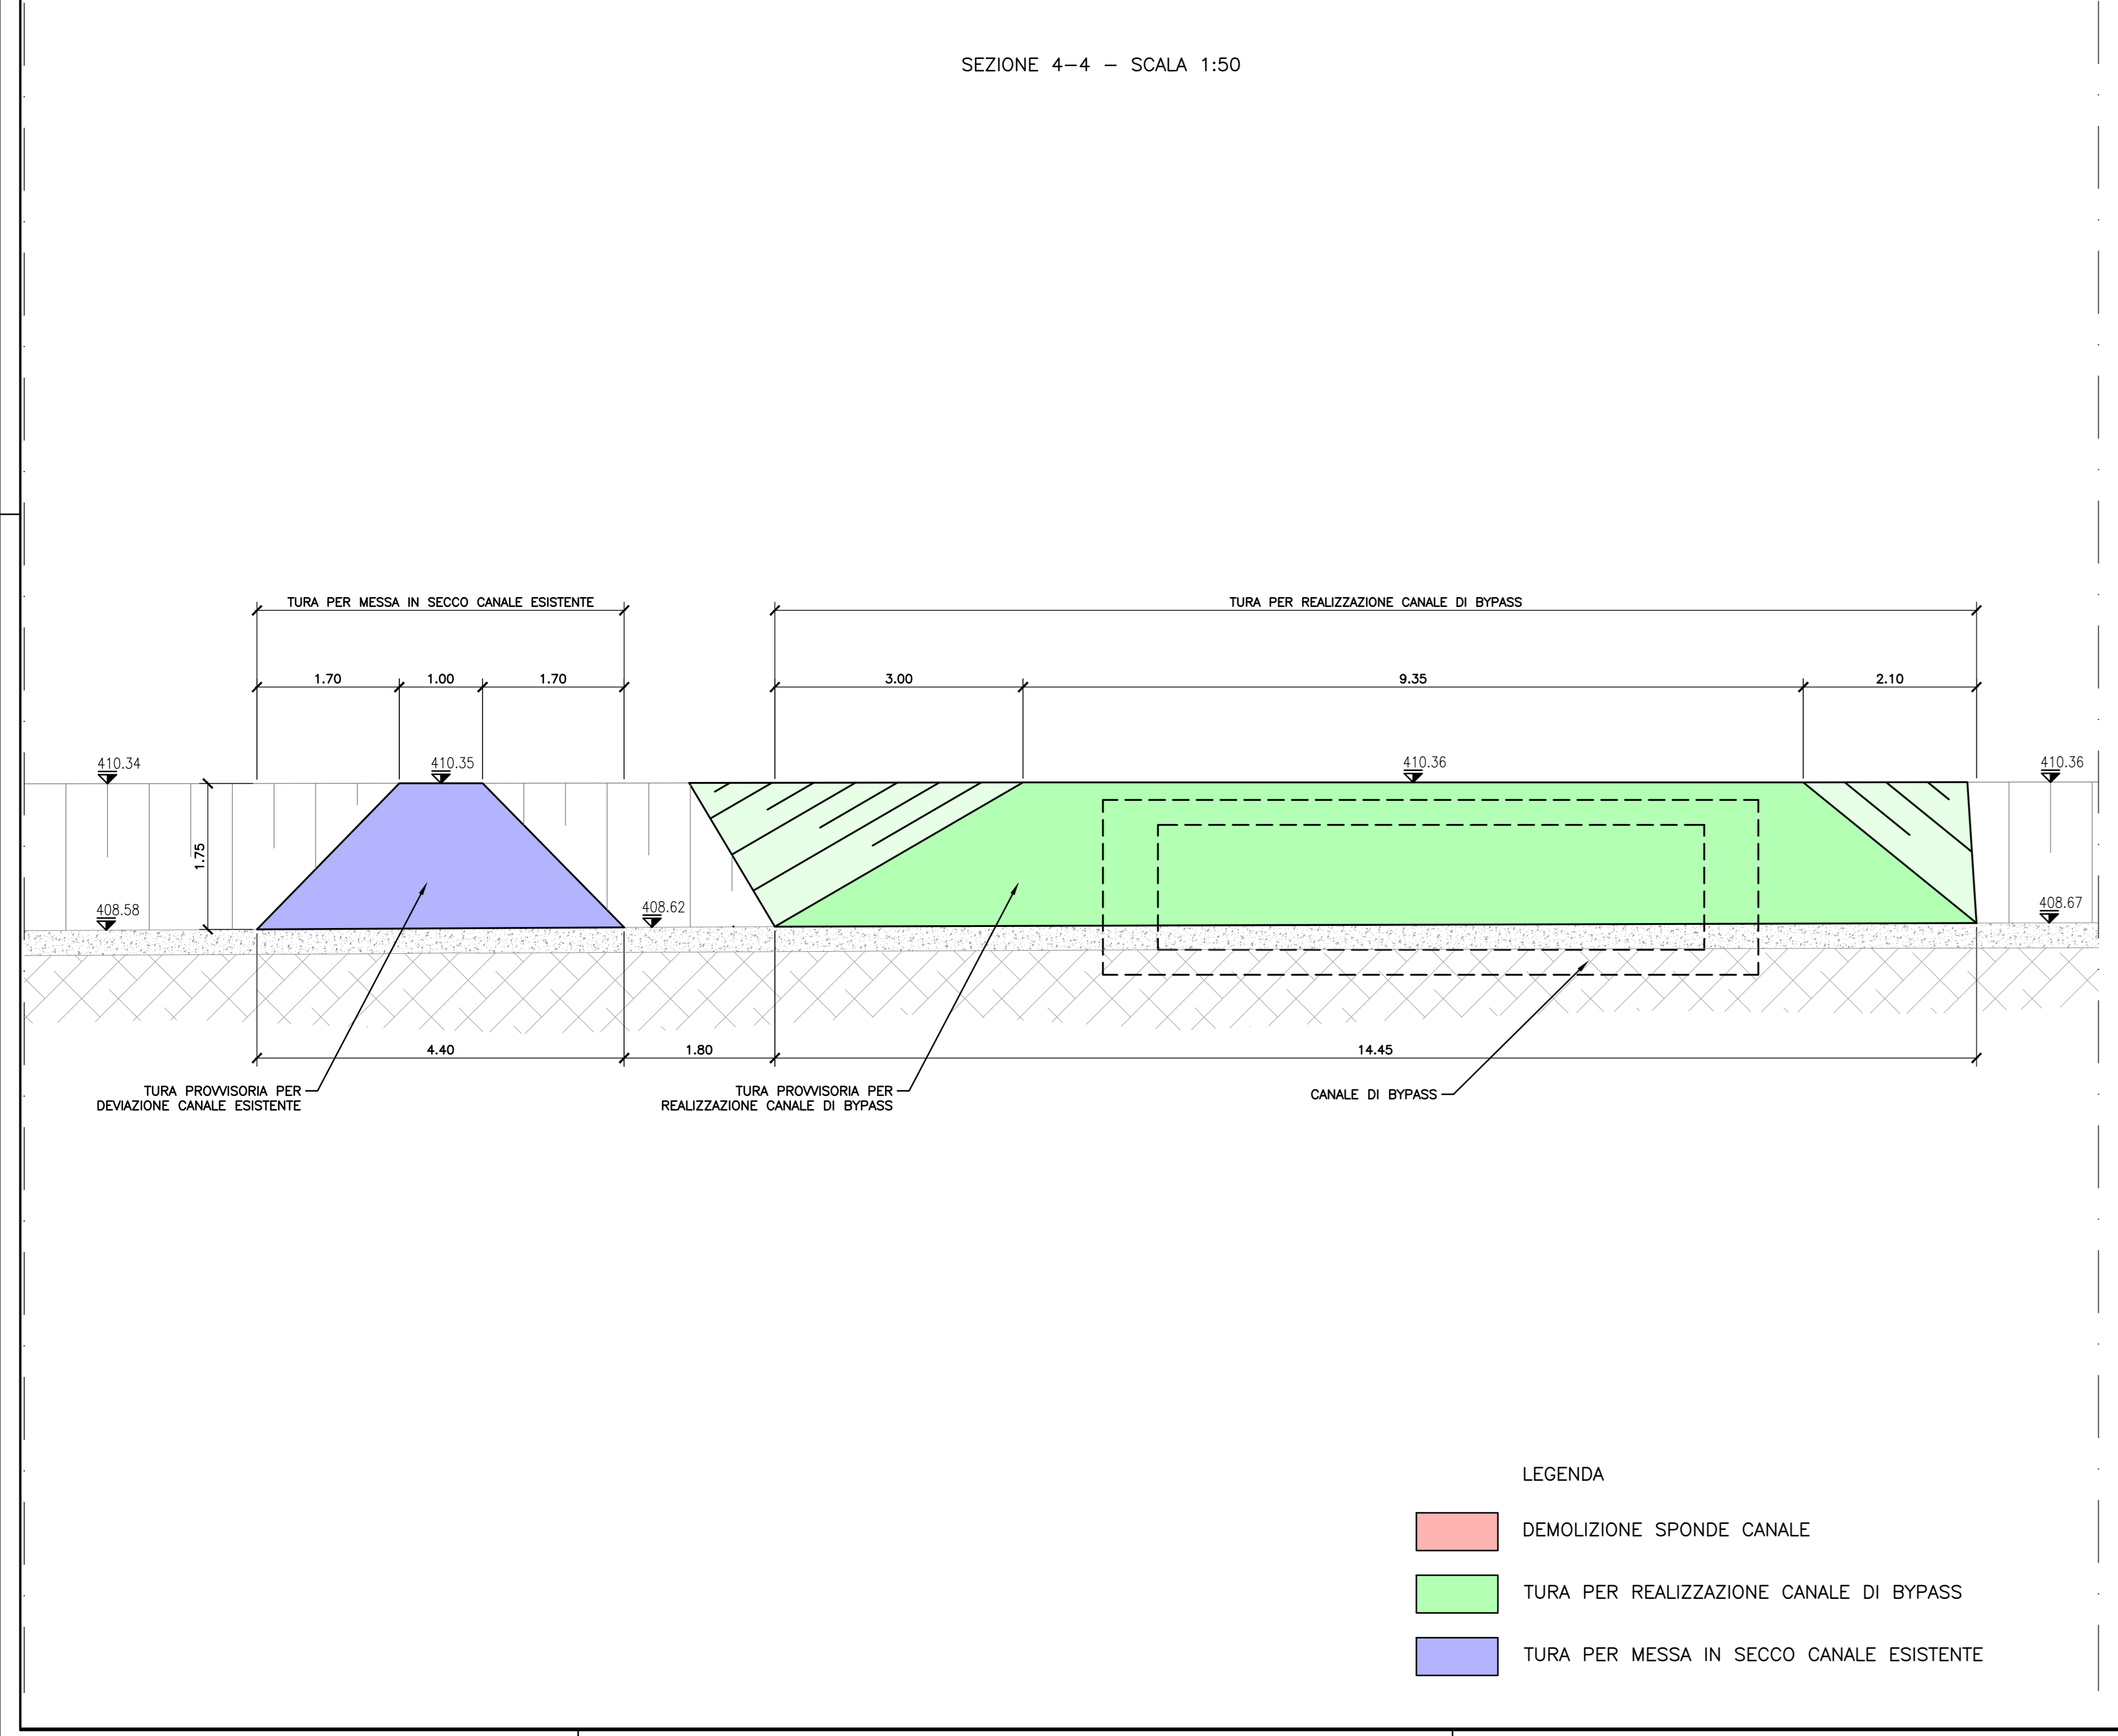 SEZIONE 4-4 - SCALA 1:50
TURA PER MESSA IN SECCO CANALE ESISTENTE
TURA PER REALIZZAZIONE CANALE DI BYPASS
1.70
1.00
1.70
3.00
9.35
2.10
410.34
410.35
410.36
410.36
1.75
408.58
408.62
408.67
4.40
1.80
14.45
TURA PROVVISORIA PER
DEVIAZIONE CANALE ESISTENTE
TURA PROVVISORIA PER
REALIZZAZIONE CANALE DI BYPASS
CANALE DI BYPASS
LEGENDA
DEMOLIZIONE SPONDE CANALE
TURA PER REALIZZAZIONE CANALE DI BYPASS
TURA PER MESSA IN SECCO CANALE ESISTENTE